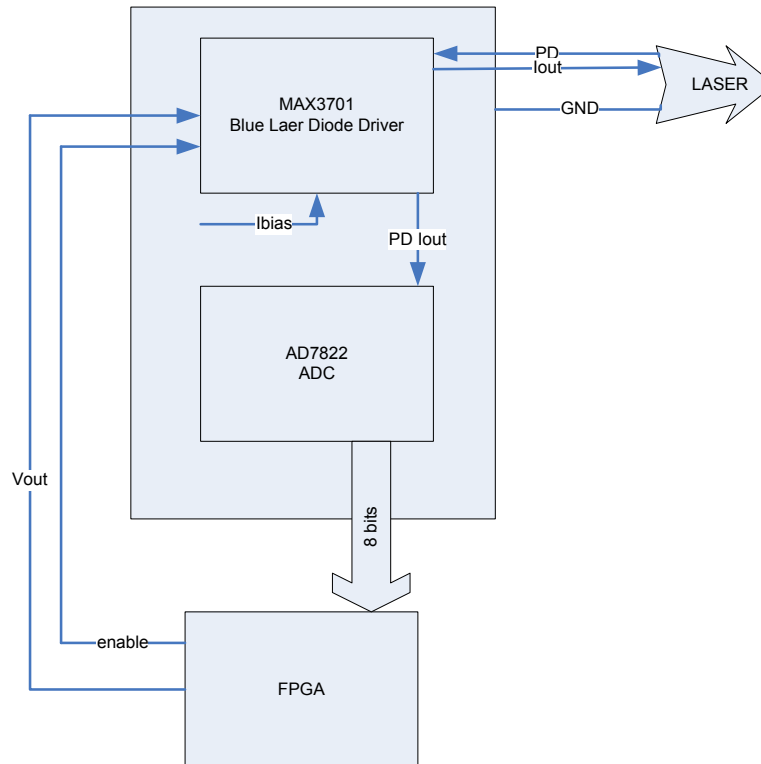 PD
Iout
MAX3701
Blue Laer Diode Driver
LASER
GND
Ibias
PD Iout
AD7822
ADC
Vout
8 bits
enable
FPGA